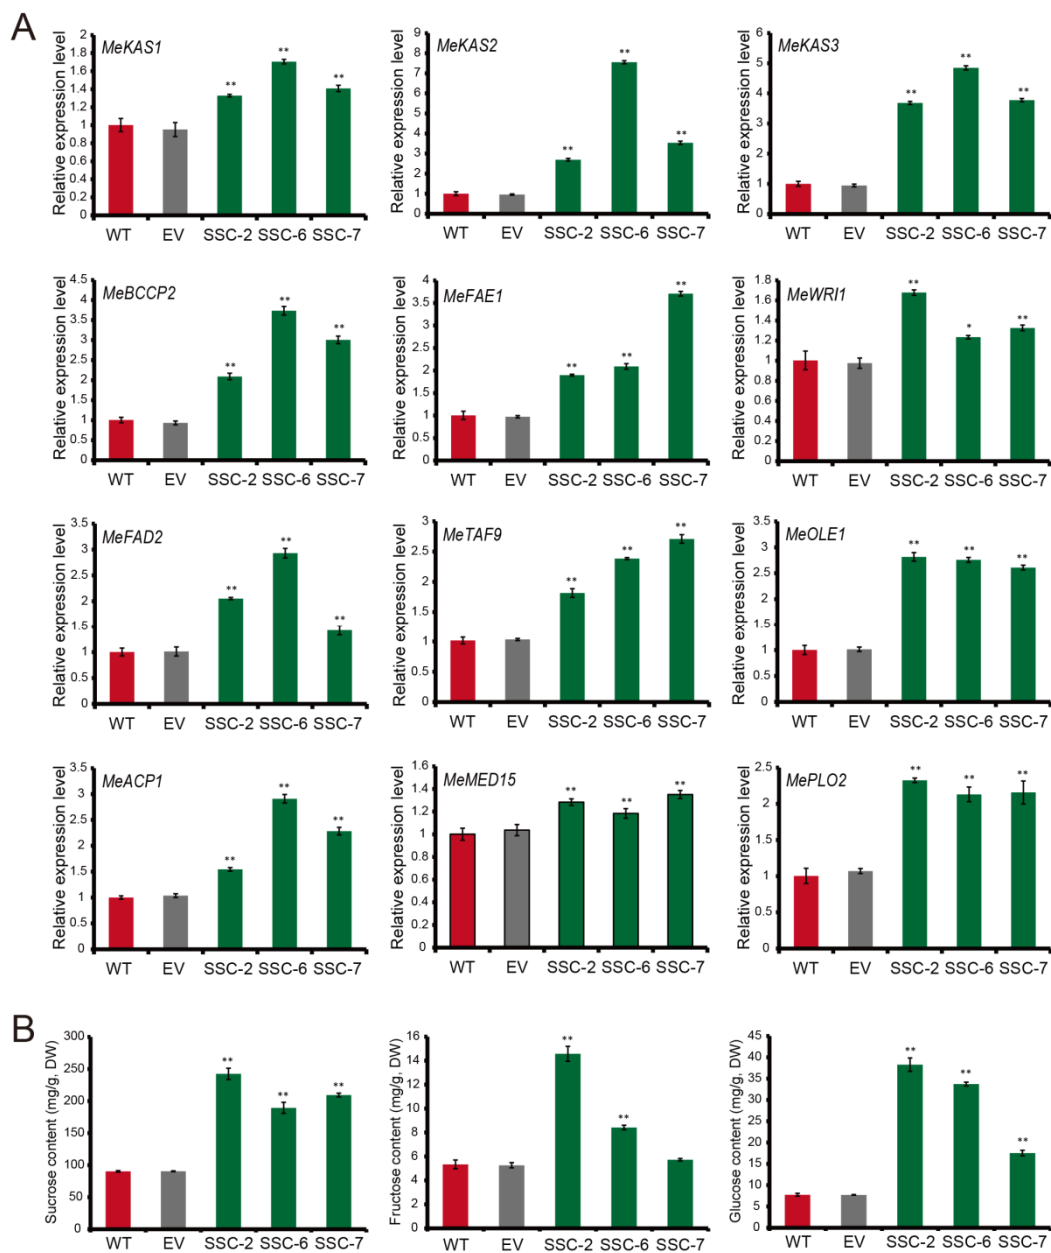 A
MeKAS1
Relative expression level
2
1.8
1.6
1.4
1.2
1
0.8
0.6
0.4
0.2
0
** ** **
WT EV SSC-2 SSC-6 SSC-7
MeKAS2
Relative expression level
9
8
7
6
5
4
3
2
1
0
** ** **
WT EV SSC-2 SSC-6 SSC-7
MeKAS3
Relative expression level
6
5
4
3
2
1
0
** ** **
WT EV SSC-2 SSC-6 SSC-7
MeBCCP2
Relative expression level
4.5
4
3.5
3
2.5
2
1.5
1
0.5
0
** ** **
WT EV SSC-2 SSC-6 SSC-7
MeFAE1
Relative expression level
4
3.5
3
2.5
2
1.5
1
0.5
0
** ** **
WT EV SSC-2 SSC-6 SSC-7
MeWRI1
Relative expression level
1.8
1.6
1.4
1.2
1
0.8
0.6
0.4
0.2
0
** * **
WT EV SSC-2 SSC-6 SSC-7
MeFAD2
Relative expression level
3.5
3
2.5
2
1.5
1
0.5
0
** ** **
WT EV SSC-2 SSC-6 SSC-7
MeTAF9
Relative expression level
3
2.5
2
1.5
1
0.5
0
** ** **
WT EV SSC-2 SSC-6 SSC-7
MeOLE1
Relative expression level
3.5
3
2.5
2
1.5
1
0.5
0
** ** **
WT EV SSC-2 SSC-6 SSC-7
MeACP1
Relative expression level
3.5
3
2.5
2
1.5
1
0.5
0
** ** **
WT EV SSC-2 SSC-6 SSC-7
MeMED15
Relative expression level
1.6
1.4
1.2
1
0.8
0.6
0.4
0.2
0
** ** **
WT EV SSC-2 SSC-6 SSC-7
MePLO2
Relative expression level
2.5
2
1.5
1
0.5
0
** ** **
WT EV SSC-2 SSC-6 SSC-7
B
Sucrose content (mg/g, DW)
300
250
200
150
100
50
0
** ** **
WT EV SSC-2 SSC-6 SSC-7
Fructose content (mg/g, DW)
16
14
12
10
8
6
4
2
0
** **
WT EV SSC-2 SSC-6 SSC-7
Glucose content (mg/g, DW)
45
40
35
30
25
20
15
10
5
0
** ** **
WT EV SSC-2 SSC-6 SSC-7